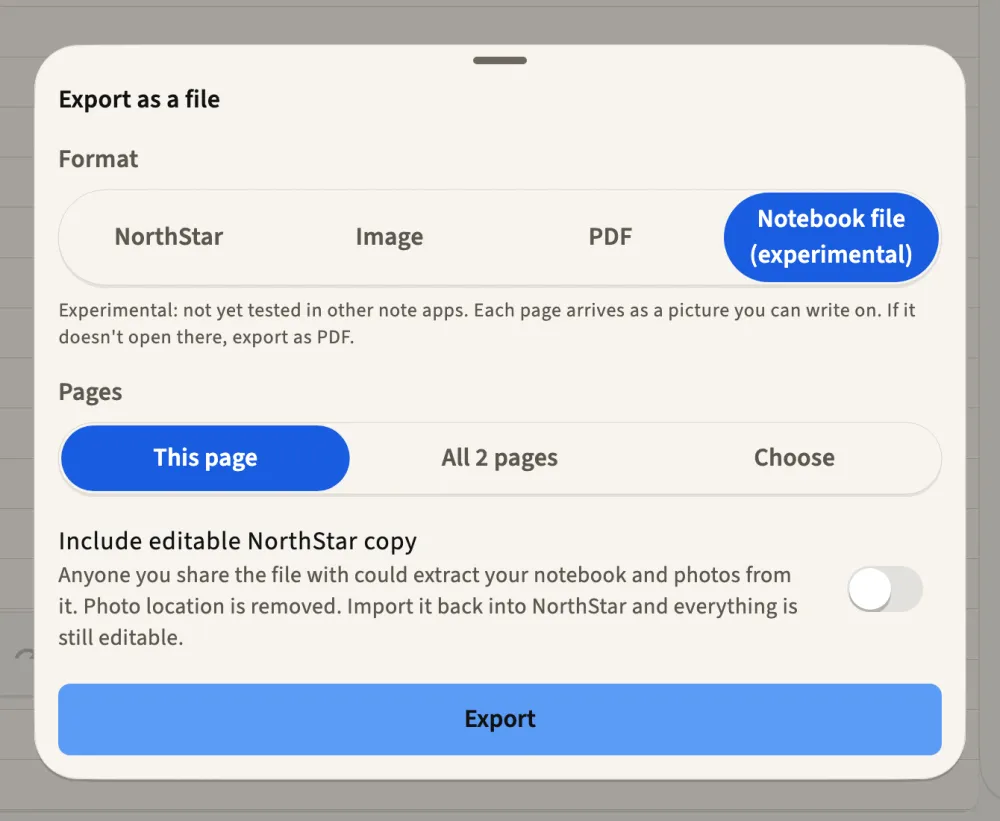 Export as a file
Format
NorthStar
Image
PDF
Notebook file
(experimental)
Experimental: not yet tested in other note apps. Each page arrives as a picture you can write on. If it
doesn't open there, export as PDF.
Pages
This page
All 2 pages
Choose
Include editable NorthStar copy
Anyone you share the file with could extract your notebook and photos from
it. Photo location is removed. Import it back into NorthStar and everything is
still editable.
Export